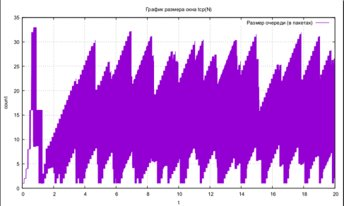 График размера окна tcp(N)
Размер очереди (в пакетах)
35
30
25
20
15
10
5
0
count
0 2 4 6 8 10 12 14 16 18 20
t